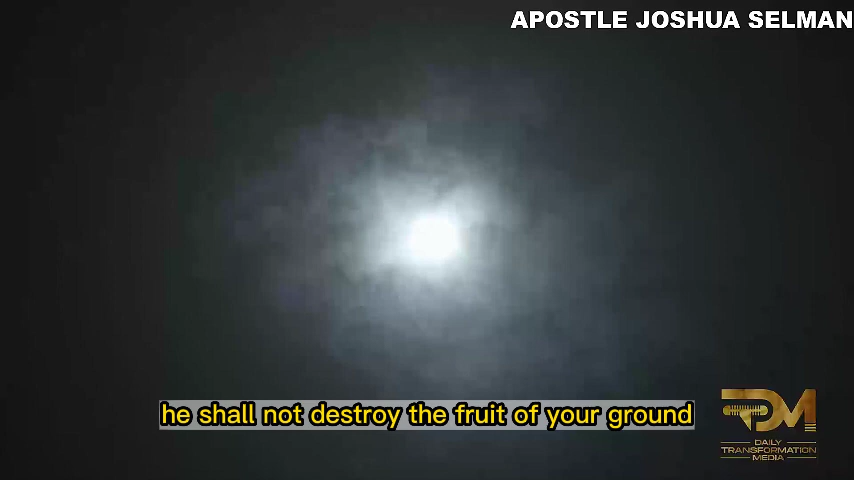 APOSTLE JOSHUA SELMAN
he shall not destroy the fruit of your ground
DAILY
TRANSFORMATION
MEDIA